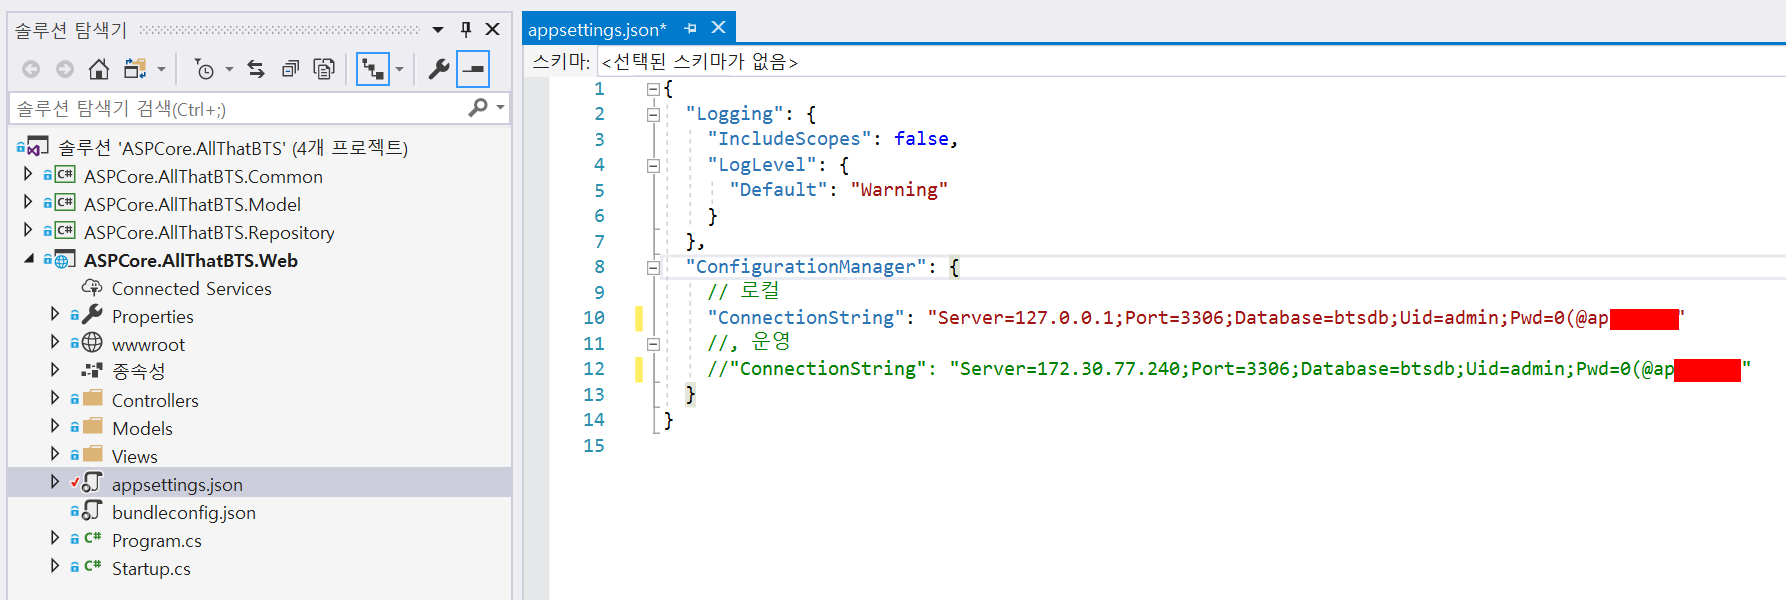 솔루션 탐색기
솔루션 탐색기 검색(Ctrl+;)
솔루션 'ASPCore.AllThatBTS' (4개 프로젝트)
C# ASPCore.AllThatBTS.Common
C# ASPCore.AllThatBTS.Model
C# ASPCore.AllThatBTS.Repository
ASPCore.AllThatBTS.Web
Connected Services
Properties
wwwroot
종속성
Controllers
Models
Views
appsettings.json
bundleconfig.json
C# Program.cs
C# Startup.cs
appsettings.json*
스키마: <선택된 스키마가 없음>
1 {
2 "Logging": {
3 "IncludeScopes": false,
4 "LogLevel": {
5 "Default": "Warning"
6 }
7 },
8 "ConfigurationManager": {
9 // 로컬
10 "ConnectionString": "Server=127.0.0.1;Port=3306;Database=btsdb;Uid=admin;Pwd=0(@ap"
11 //, 운영
12 //"ConnectionString": "Server=172.30.77.240;Port=3306;Database=btsdb;Uid=admin;Pwd=0(@ap"
13 }
14 }
15